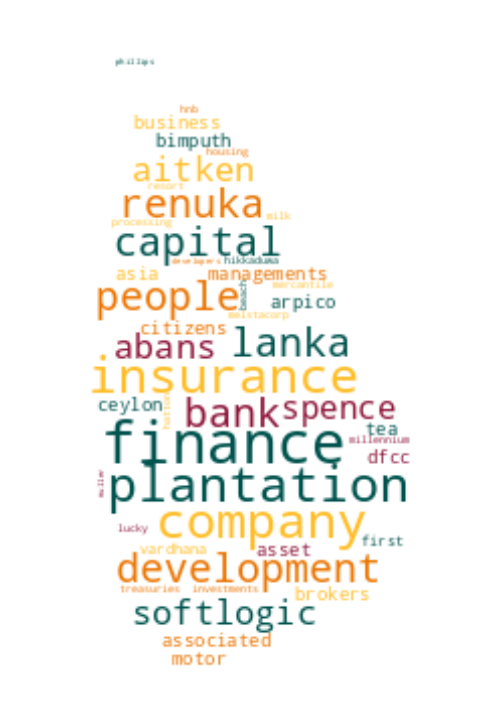 phillips
hnb
business
bimputh
housing
aitken
resort
renuka
milk
processing
capital
developers hikkaduwa
asia managements
mercantile
people
beach
arpico
melstacorp
citizens
abans lanka
insurance
ceylon
hatton
bank spence
tea
finance
millennium
dfcc
muller
plantation
company
lucky
first
vardhana asset
development
treasuries investments
brokers
softlogic
associated
motor